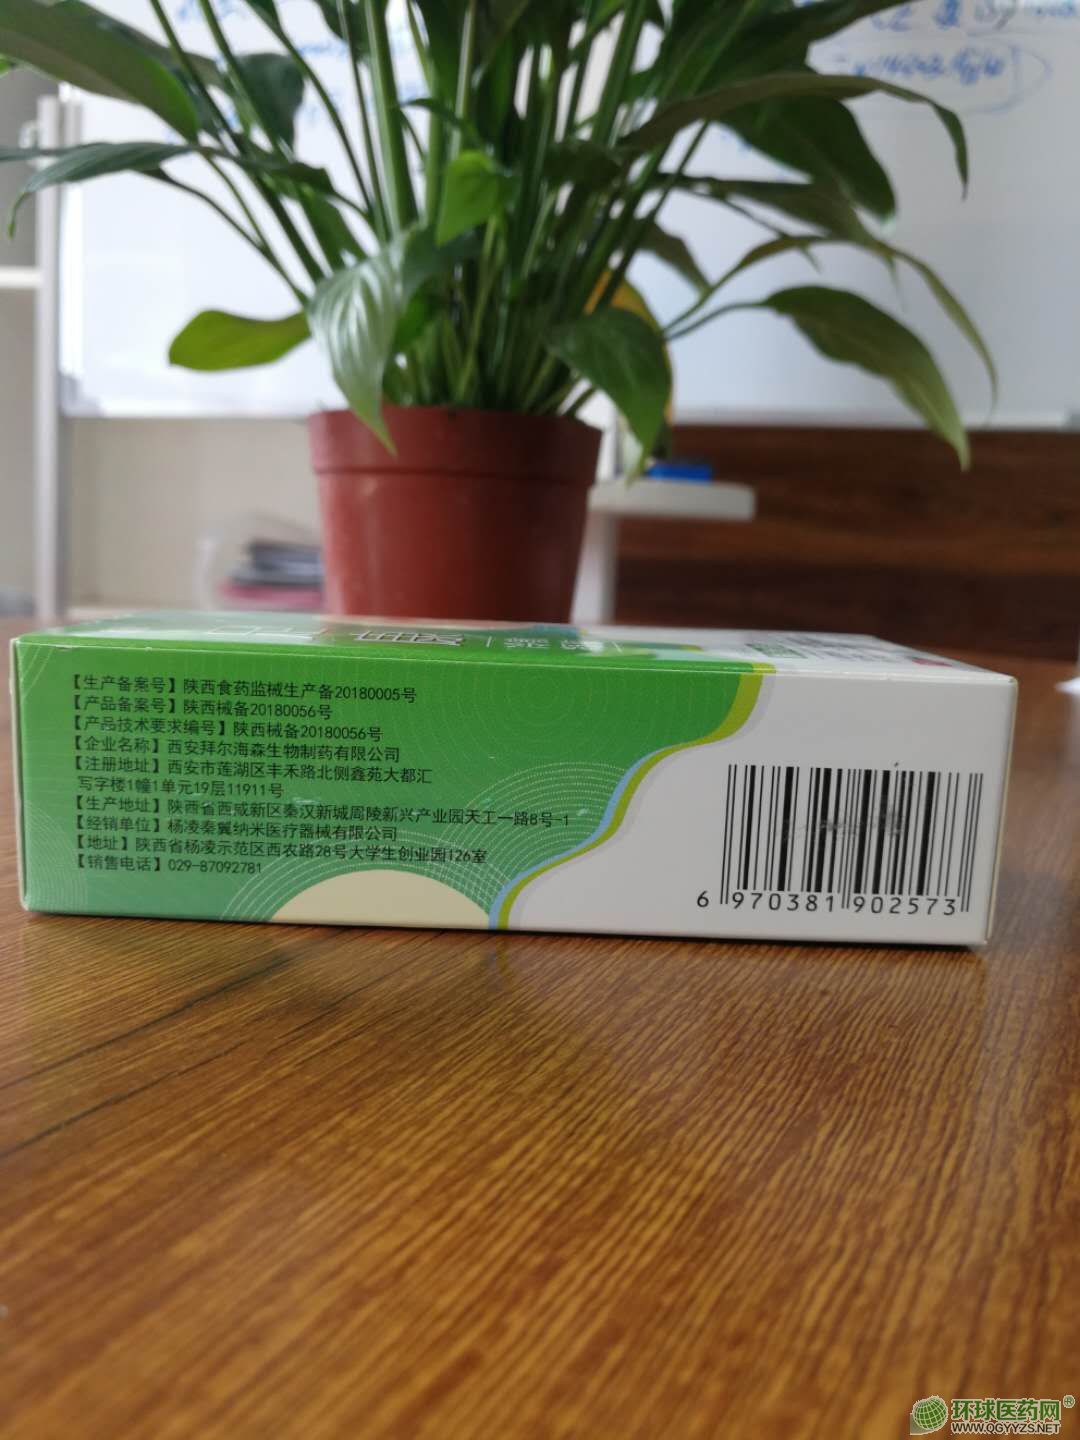 【生产备案号】陕西食药监械生产备20180005号
【产品备案号】陕西械备20180056号
【产品技术要求编号】陕西械备20180056号
【企业名称】西安拜尔海森生物制药有限公司
【注册地址】西安市莲湖区丰禾路北侧鑫苑大都汇
写字楼1幢1单元19层11911号
【生产地址】陕西省西咸新区秦汉新城周陵新兴产业园天工一路8号-1
【经销单位】杨凌秦翼纳米医疗器械有限公司
【地址】陕西省杨凌示范区西农路28号大学生创业园126室
【销售电话】029-87092781
6 970381 902573
环球医药网®
WWW.QGYYZS.NET